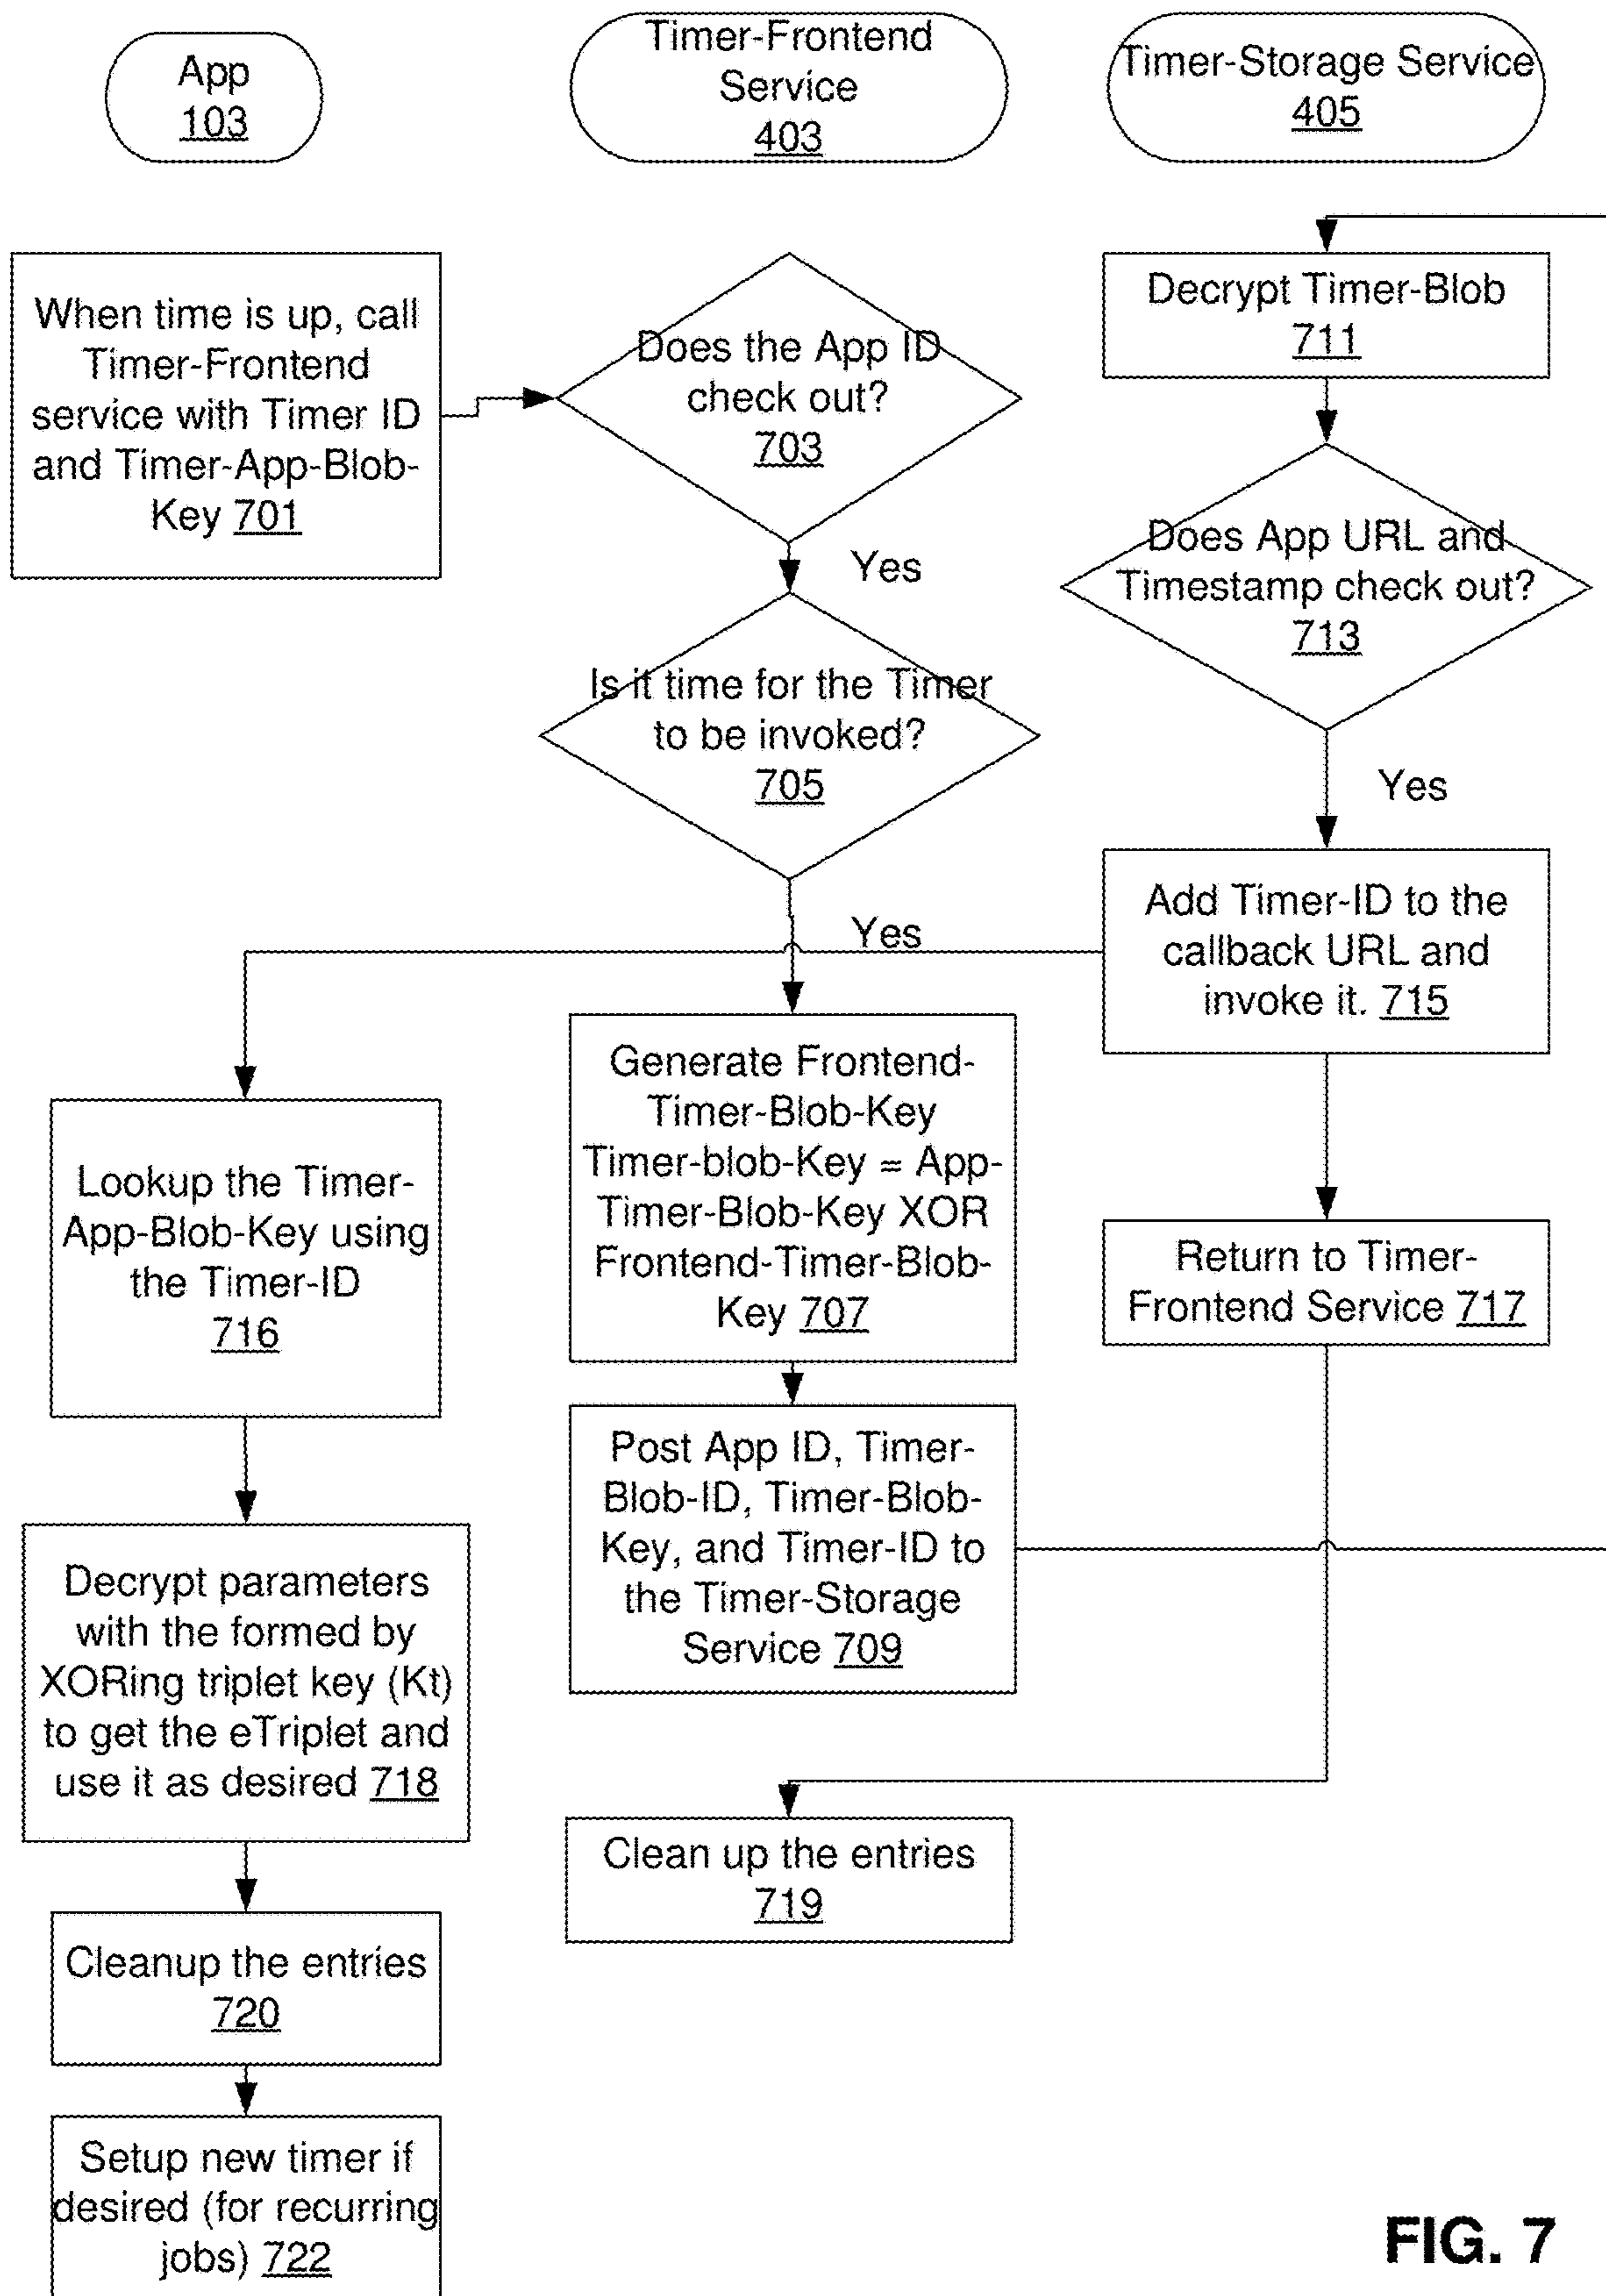 App
103
Timer-Frontend
Service
403
Timer-Storage Service
405
When time is up, call
Timer-Frontend
service with Timer ID
and Timer-App-Blob-
Key 701
Does the App ID
check out?
703
Yes
Is it time for the Timer
to be invoked?
705
Yes
Generate Frontend-
Timer-Blob-Key
Timer-blob-Key = App-
Timer-Blob-Key XOR
Frontend-Timer-Blob-
Key 707
Post App ID, Timer-
Blob-ID, Timer-Blob-
Key, and Timer-ID to
the Timer-Storage
Service 709
Decrypt Timer-Blob
711
Does App URL and
Timestamp check out?
713
Yes
Add Timer-ID to the
callback URL and
invoke it. 715
Return to Timer-
Frontend Service 717
Lookup the Timer-
App-Blob-Key using
the Timer-ID
716
Decrypt parameters
with the formed by
XORing triplet key (Kt)
to get the eTriplet and
use it as desired 718
Clean up the entries
719
Cleanup the entries
720
Setup new timer if
desired (for recurring
jobs) 722
FIG. 7